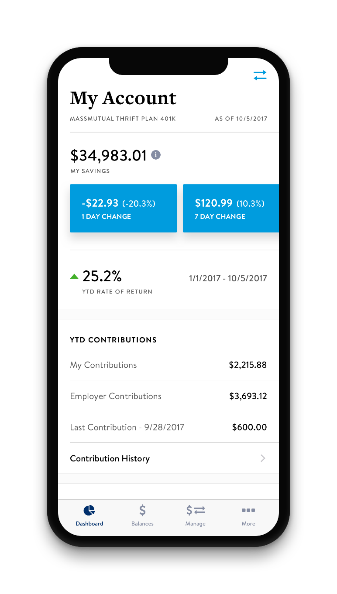 My Account
MASSMUTUAL THRIFT PLAN 401K AS OF 10/5/2017
$34,983.01 i
MY SAVINGS
-$22.93 (-20.3%) $120.99 (10.3%)
1 DAY CHANGE 7 DAY CHANGE
25.2% 1/1/2017 - 10/5/2017
YTD RATE OF RETURN
YTD CONTRIBUTIONS
My Contributions $2,215.88
Employer Contributions $3,693.12
Last Contribution - 9/28/2017 $600.00
Contribution History
$ $
Dashboard Balances Manage More